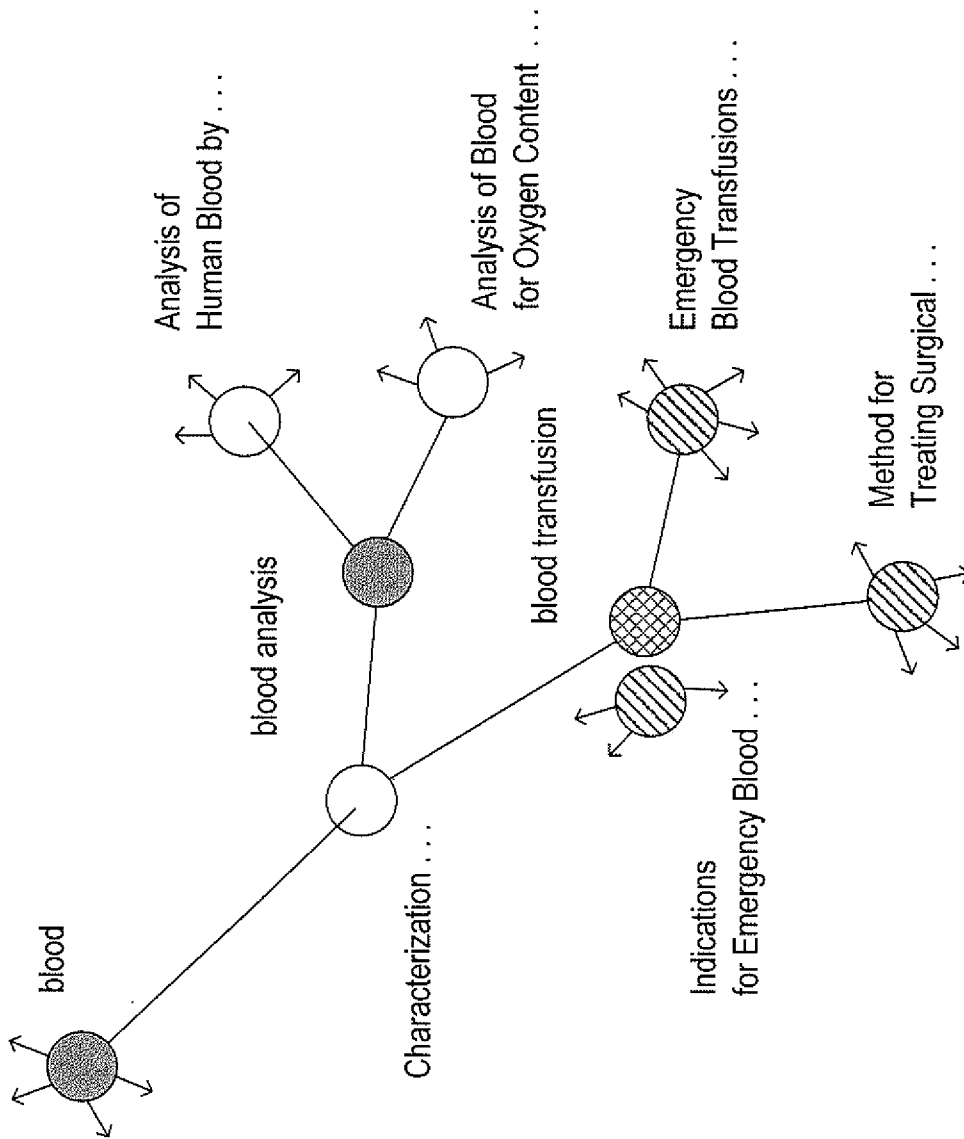 blood
Characterization . . .
blood analysis
Analysis of
Human Blood by . . .
Analysis of Blood
for Oxygen Content . . .
blood transfusion
Emergency
Blood Transfusions . . .
Indications
for Emergency Blood . . . .
Method for
Treating Surgical . . . .